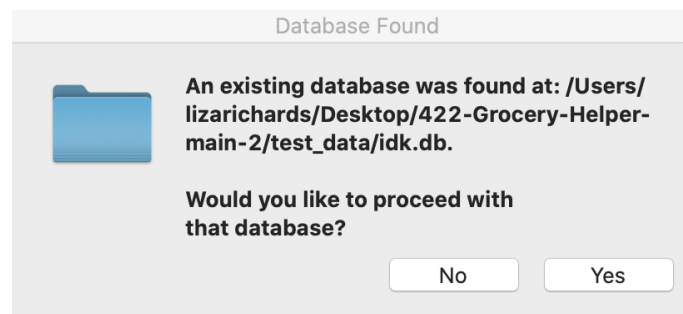 Database Found
An existing database was found at: /Users/
lizarichards/Desktop/422-Grocery-Helper-
main-2/test_data/idk.db.
Would you like to proceed with
that database?
No Yes